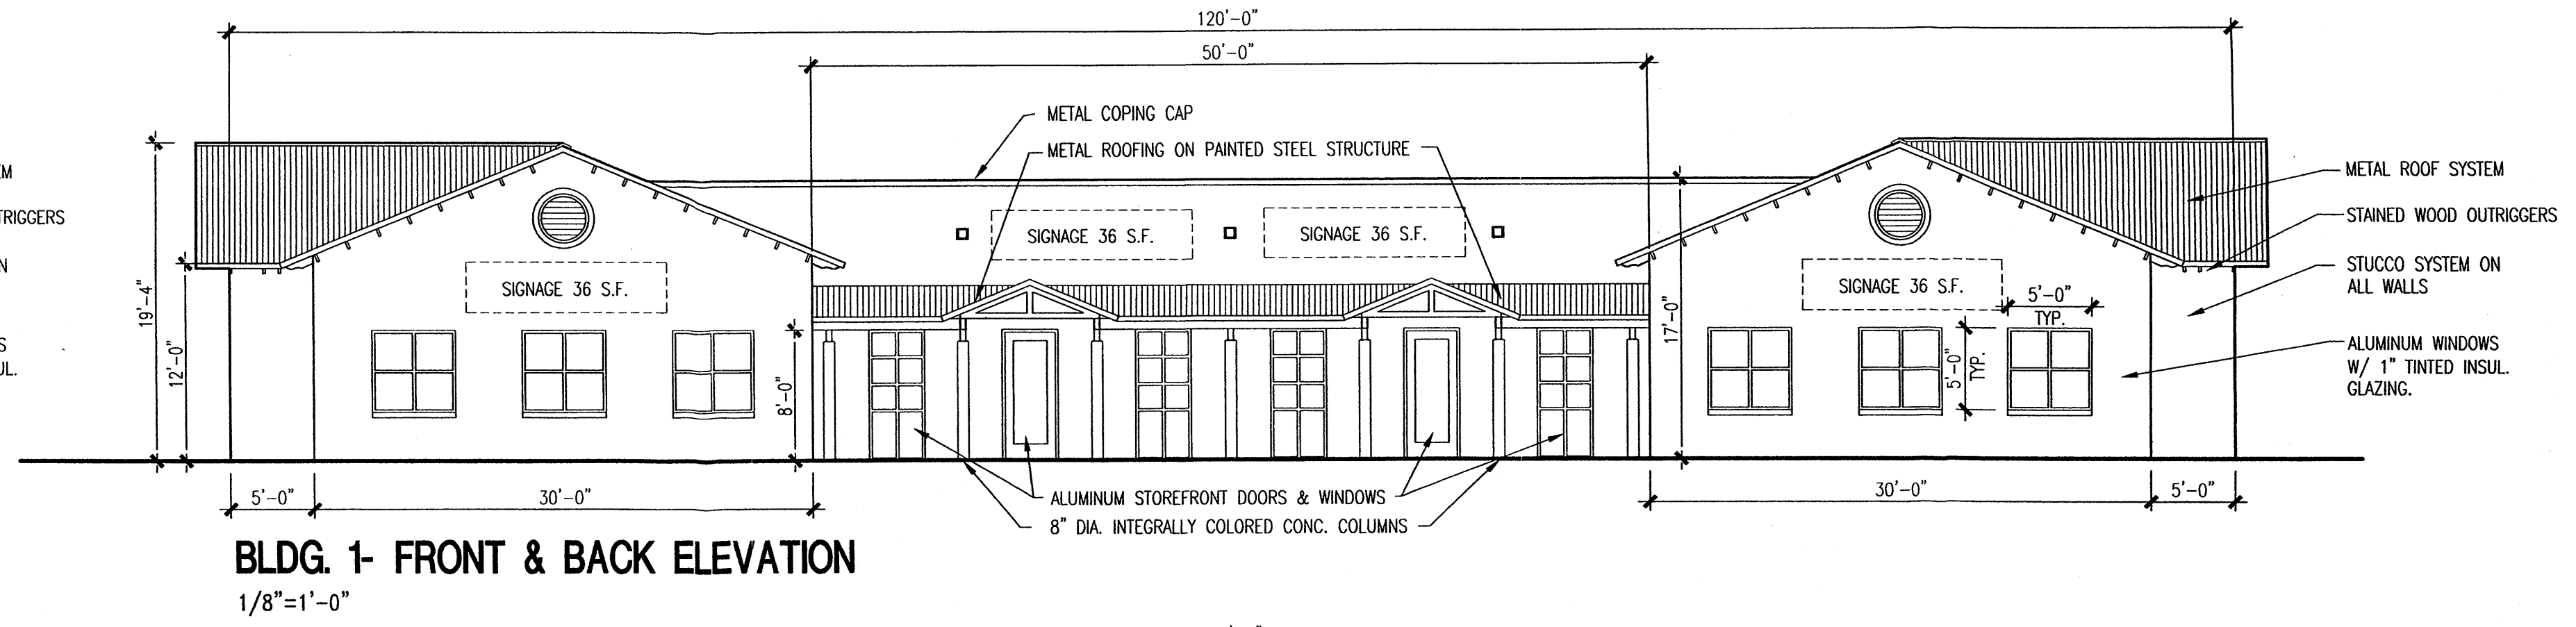 120'-0"
50'-0"
METAL COPING CAP
METAL ROOFING ON PAINTED STEEL STRUCTURE
METAL ROOF SYSTEM
TRIGGERS
STAINED WOOD OUTRIGGERS
SIGNAGE 36 S.F.
SIGNAGE 36 S.F.
STUCCO SYSTEM ON
ALL WALLS
SIGNAGE 36 S.F.
SIGNAGE 36 S.F.
5'-0"
TYP.
19'-4"
12'-0"
8'-0"
17'-0"
5'-0"
TYP.
ALUMINUM WINDOWS
W/ 1" TINTED INSUL.
GLAZING.
UL.
5'-0"
30'-0"
ALUMINUM STOREFRONT DOORS & WINDOWS
30'-0"
5'-0"
8" DIA. INTEGRALLY COLORED CONC. COLUMNS
BLDG. 1- FRONT & BACK ELEVATION
1/8"=1'-0"